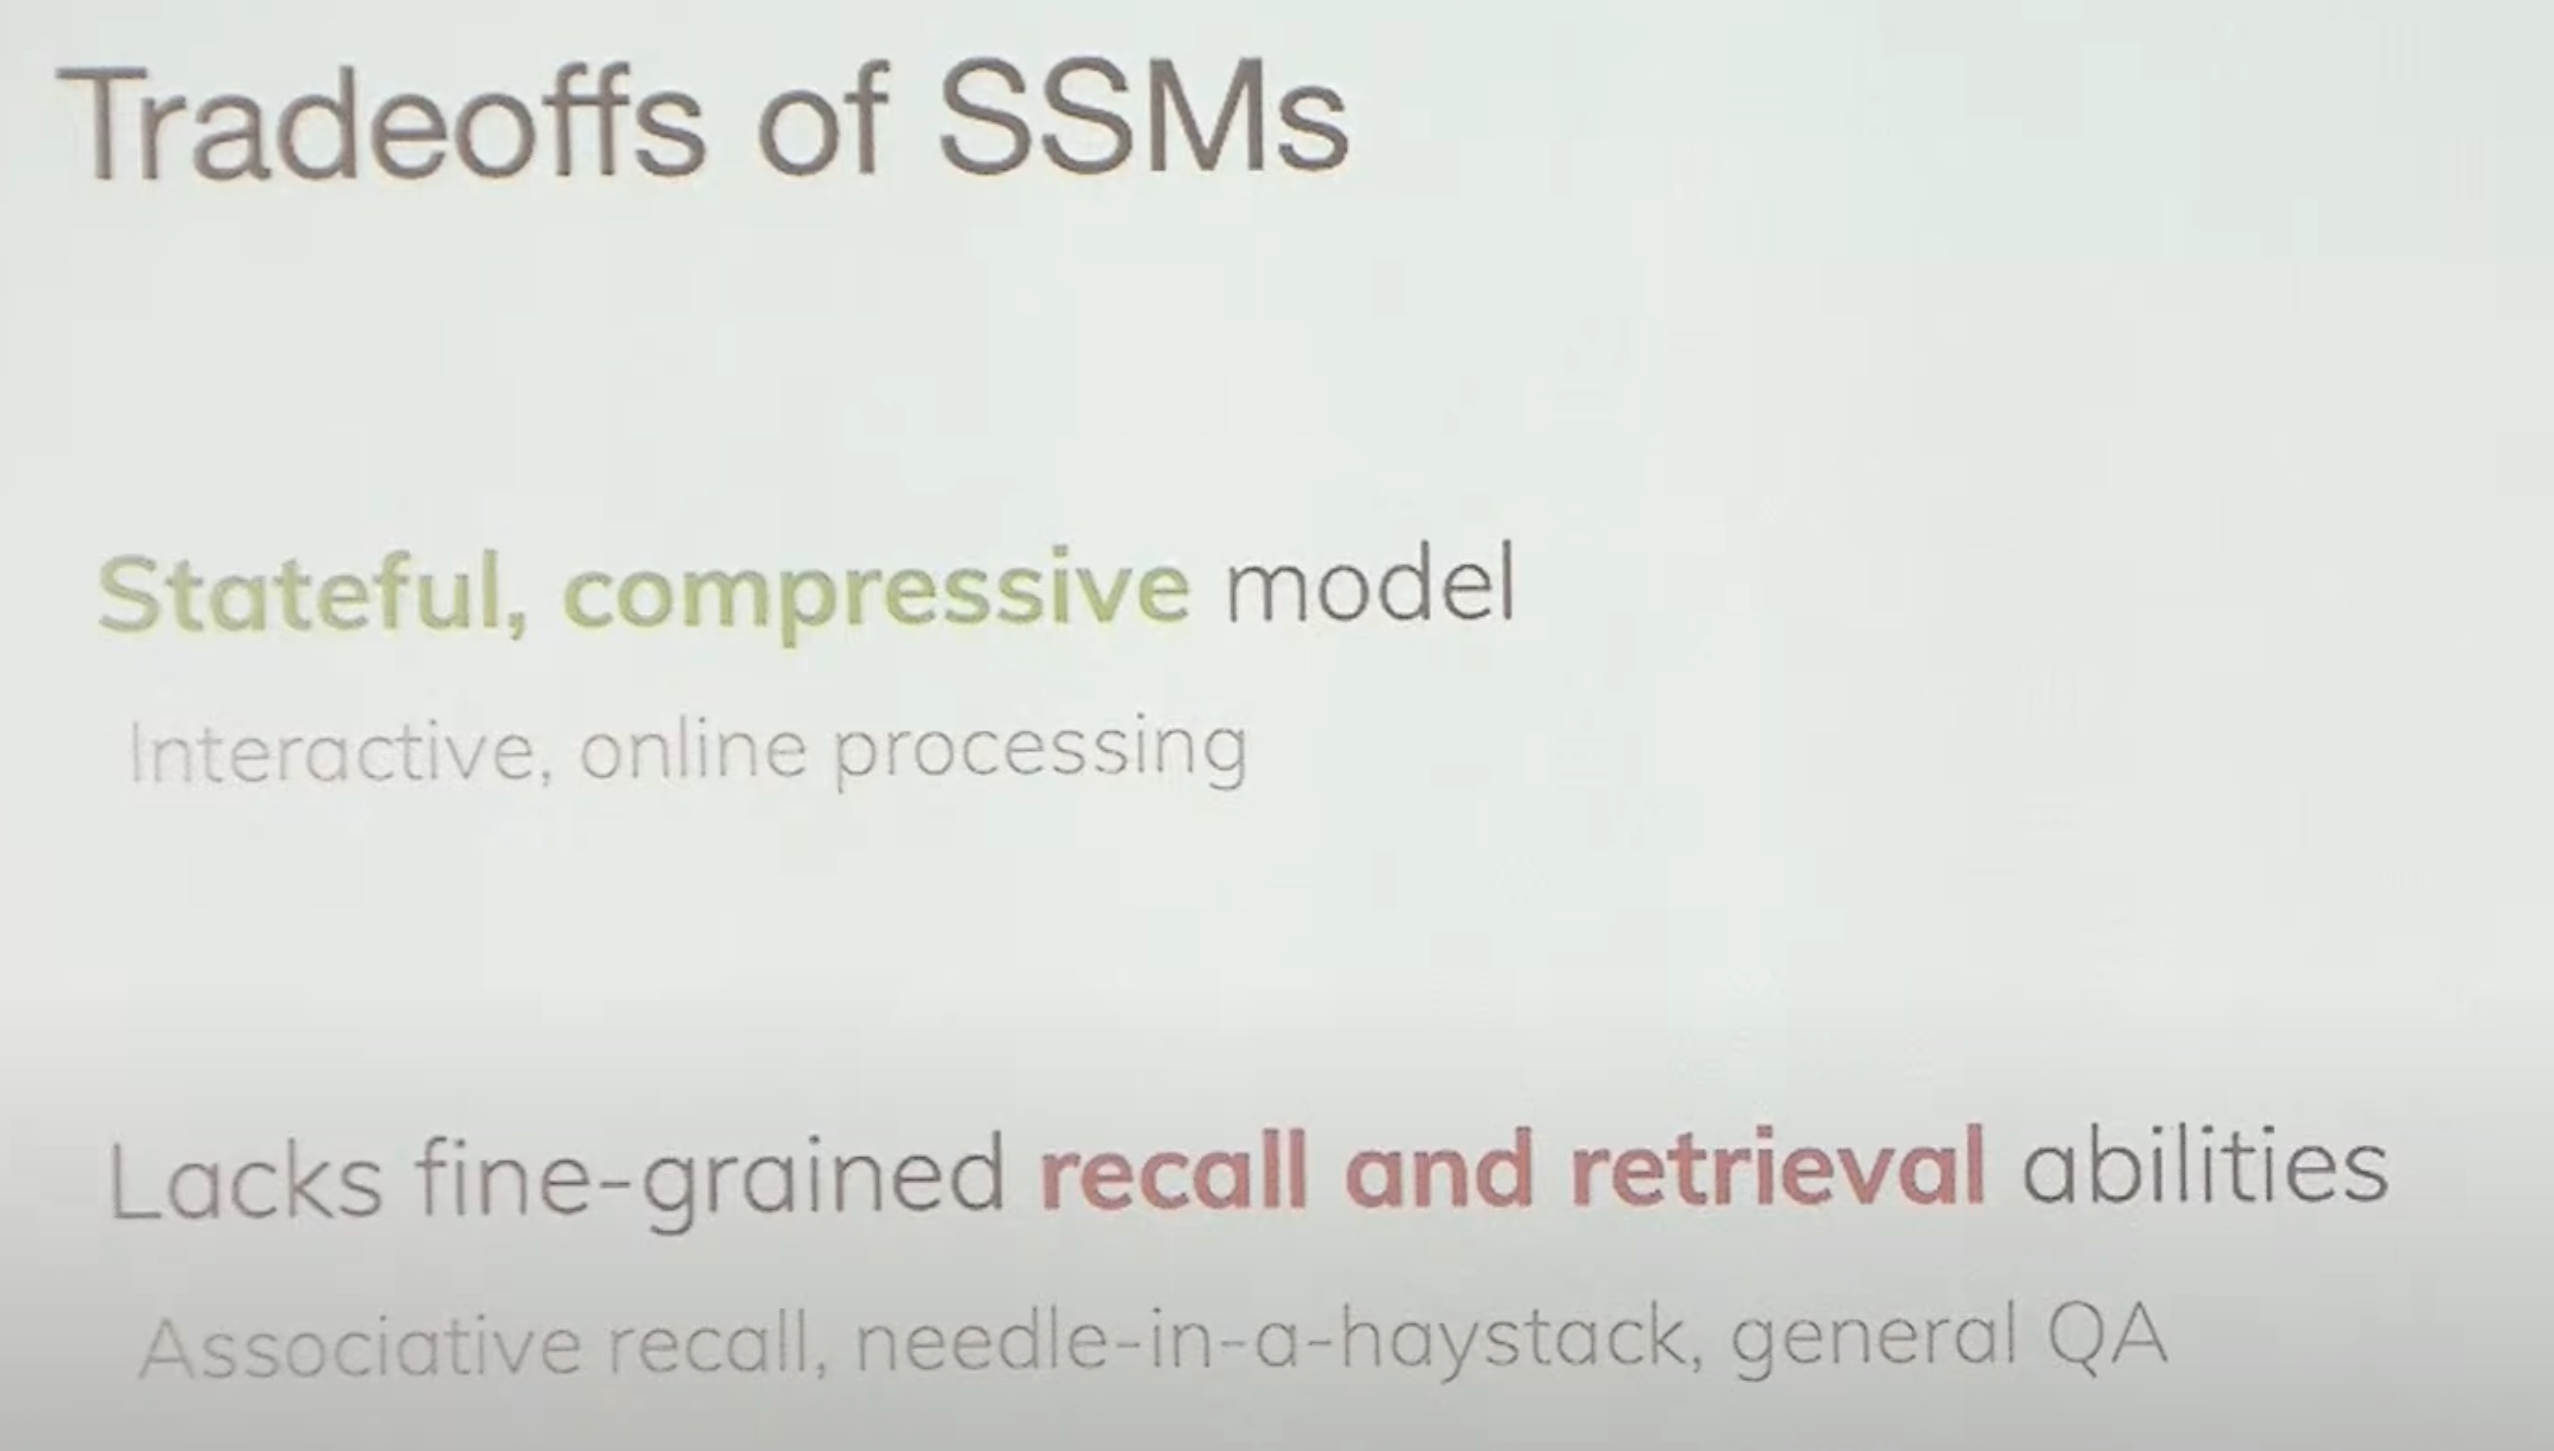 Tradeoffs of SSMs
Stateful, compressive model
Interactive, online processing
Lacks fine-grained recall and retrieval abilities
Associative recall, needle-in-a-haystack, general QA